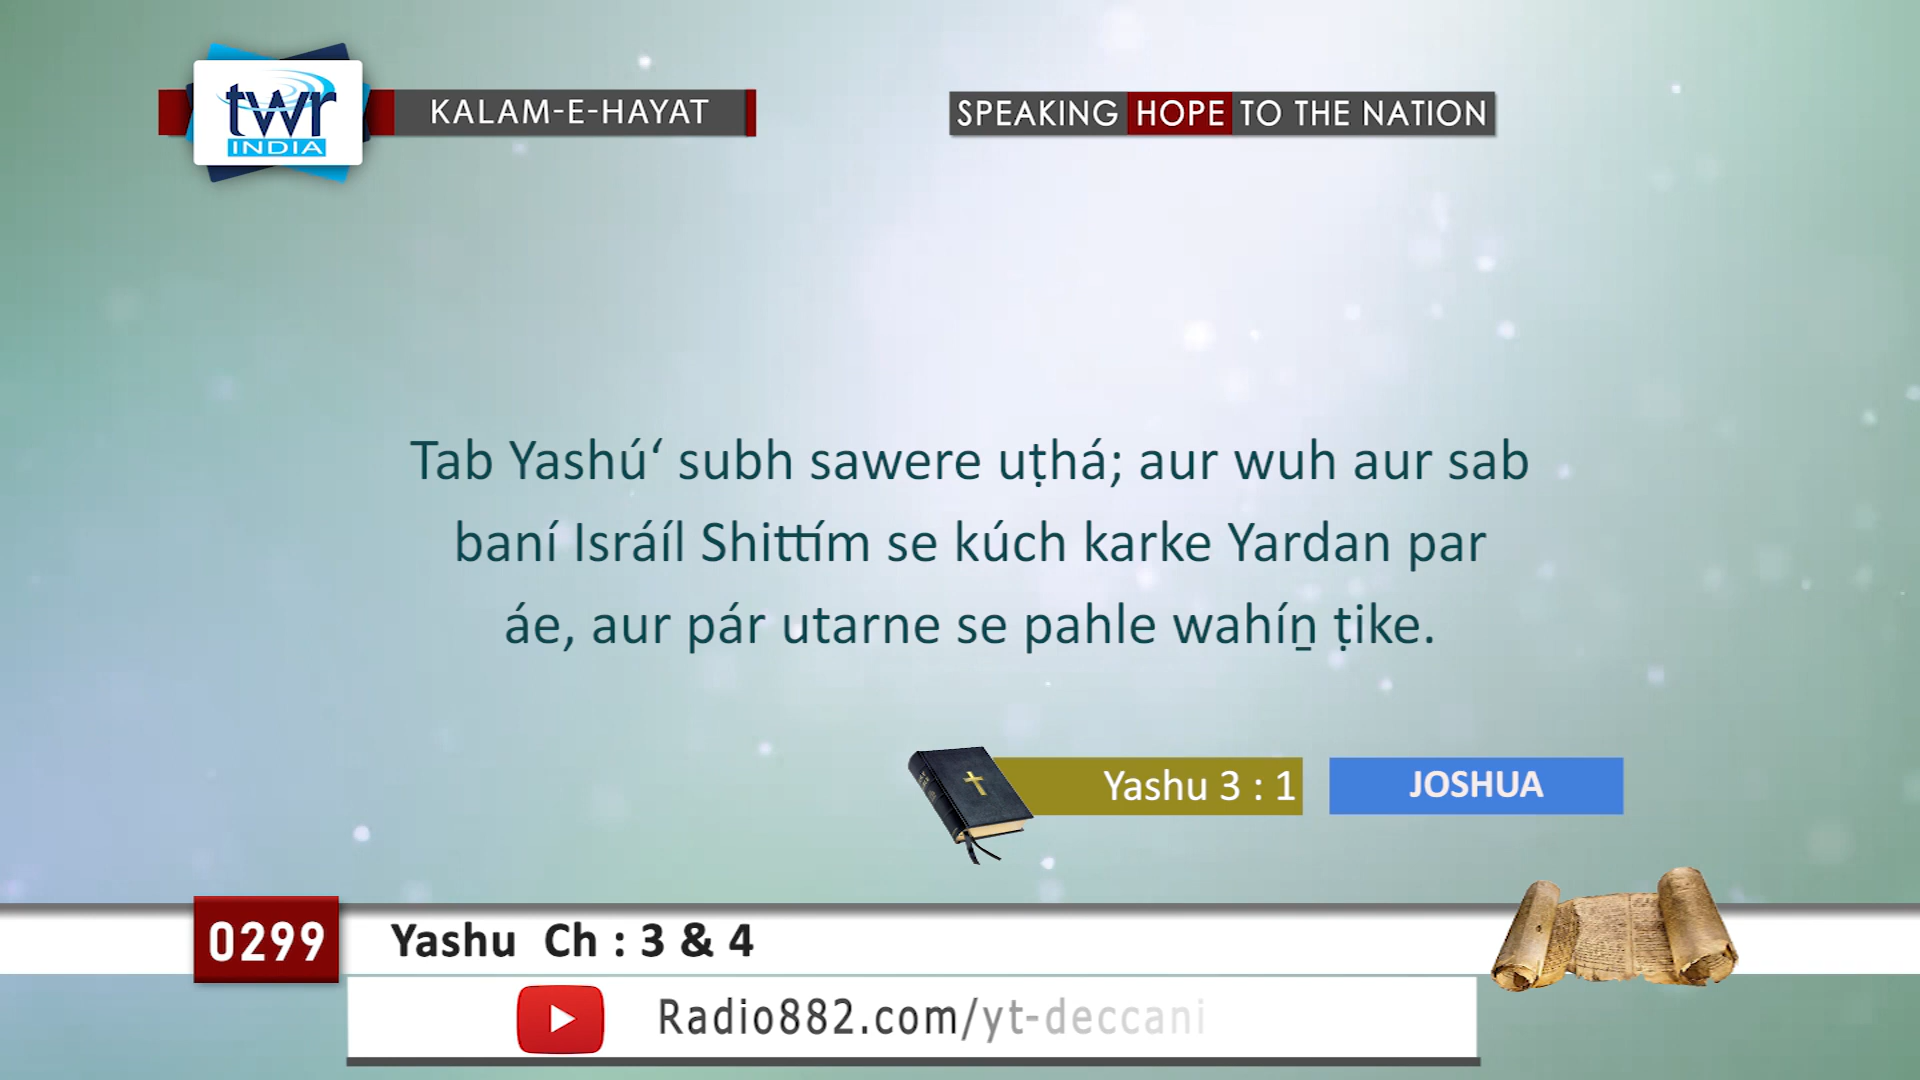 twr
INDIA
KALAM-E-HAYAT
SPEAKING HOPE TO THE NATION
Tab Yashú‘ subh sawere uṭhá; aur wuh aur sab
baní Isráíl Shittím se kúch karke Yardan par
áe, aur pár utarne se pahle wahíṉ ṭike.
Yashu 3 : 1
JOSHUA
0299
Yashu Ch : 3 & 4
Radio882.com/yt-deccani